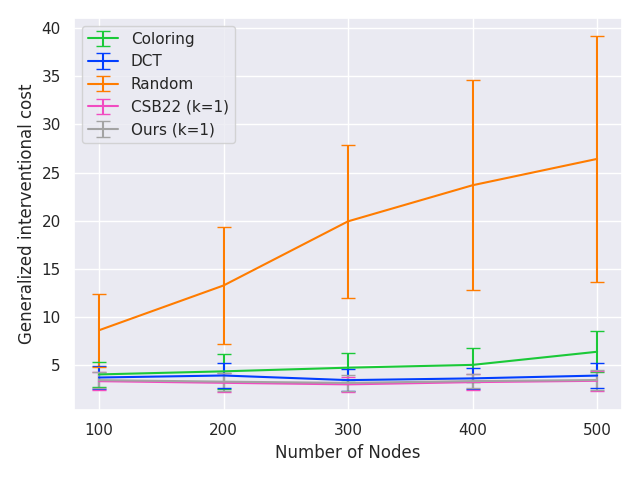 40
35
30
25
20
15
10
5
Generalized interventional cost
Coloring
DCT
Random
CSB22 (k=1)
Ours (k=1)
100
200
300
400
500
Number of Nodes